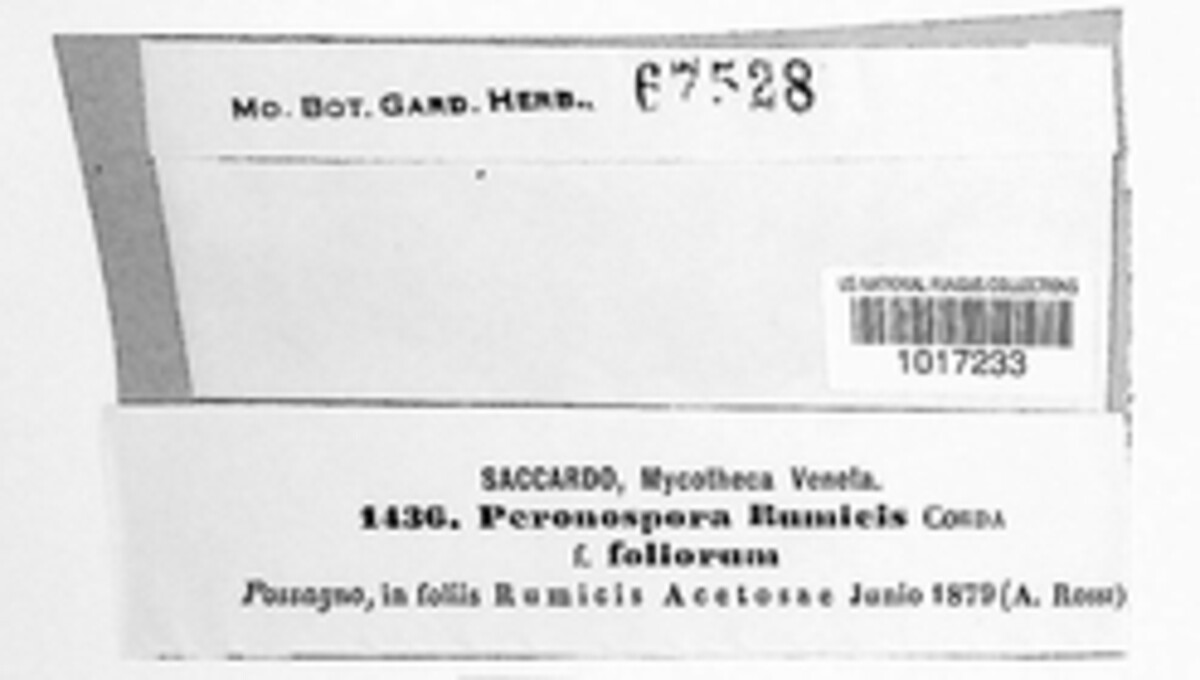 Mo. Bot. Gard. Herb., 67528
US NATIONAL FUNGUS COLLECTIONS
1017233
SACCARDO, Mycotheca Veneta.
1436. Peronospora Rumicis Corda
f. foliorum
Possagno, in foliis Rumicis Acetosae Junio 1879 (A. Rossi)